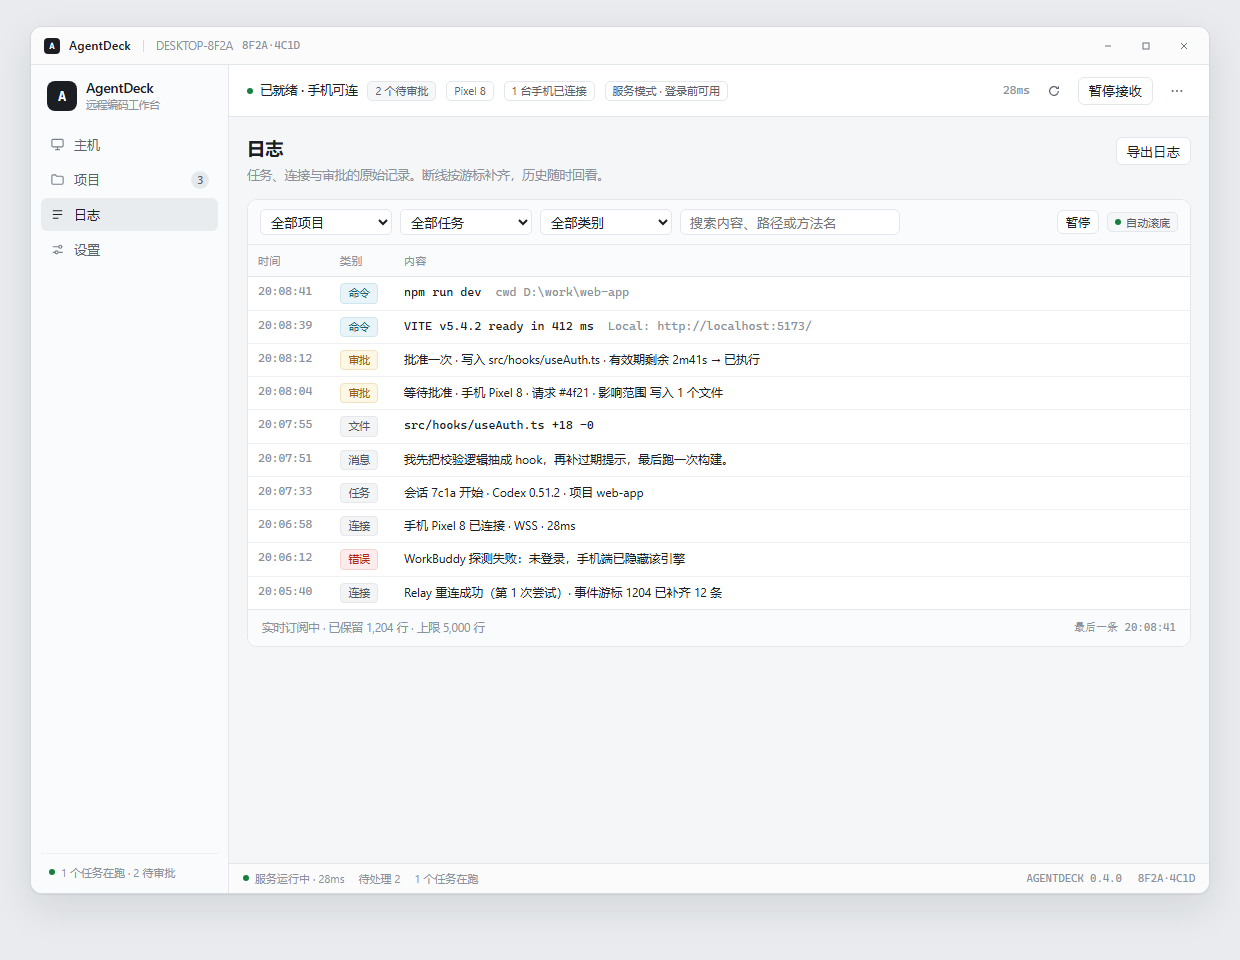 A AgentDeck DESKTOP-8F2A 8F2A·4C1D
A AgentDeck
远程编码工作台
主机
项目 3
日志
设置
1 个任务在跑 · 2 待审批
已就绪 · 手机可连 2 个待审批 Pixel 8 1 台手机已连接 服务模式 · 登录前可用 28ms 暂停接收 ···
日志
导出日志
任务、连接与审批的原始记录。断线按游标补齐，历史随时回看。
全部项目 全部任务 全部类别 搜索内容、路径或方法名 暂停 自动滚底
时间 类别 内容
20:08:41 命令 npm run dev cwd D:\work\web-app
20:08:39 命令 VITE v5.4.2 ready in 412 ms Local: http://localhost:5173/
20:08:12 审批 批准一次 · 写入 src/hooks/useAuth.ts · 有效期剩余 2m41s → 已执行
20:08:04 审批 等待批准 · 手机 Pixel 8 · 请求 #4f21 · 影响范围 写入 1 个文件
20:07:55 文件 src/hooks/useAuth.ts +18 −0
20:07:51 消息 我先把校验逻辑抽成 hook，再补过期提示，最后跑一次构建。
20:07:33 任务 会话 7c1a 开始 · Codex 0.51.2 · 项目 web-app
20:06:58 连接 手机 Pixel 8 已连接 · WSS · 28ms
20:06:12 错误 WorkBuddy 探测失败：未登录，手机端已隐藏该引擎
20:05:40 连接 Relay 重连成功（第 1 次尝试）· 事件游标 1204 已补齐 12 条
实时订阅中 · 已保留 1,204 行 · 上限 5,000 行 最后一条 20:08:41
服务运行中 · 28ms 待处理 2 1 个任务在跑 AGENTDECK 0.4.0 8F2A·4C1D